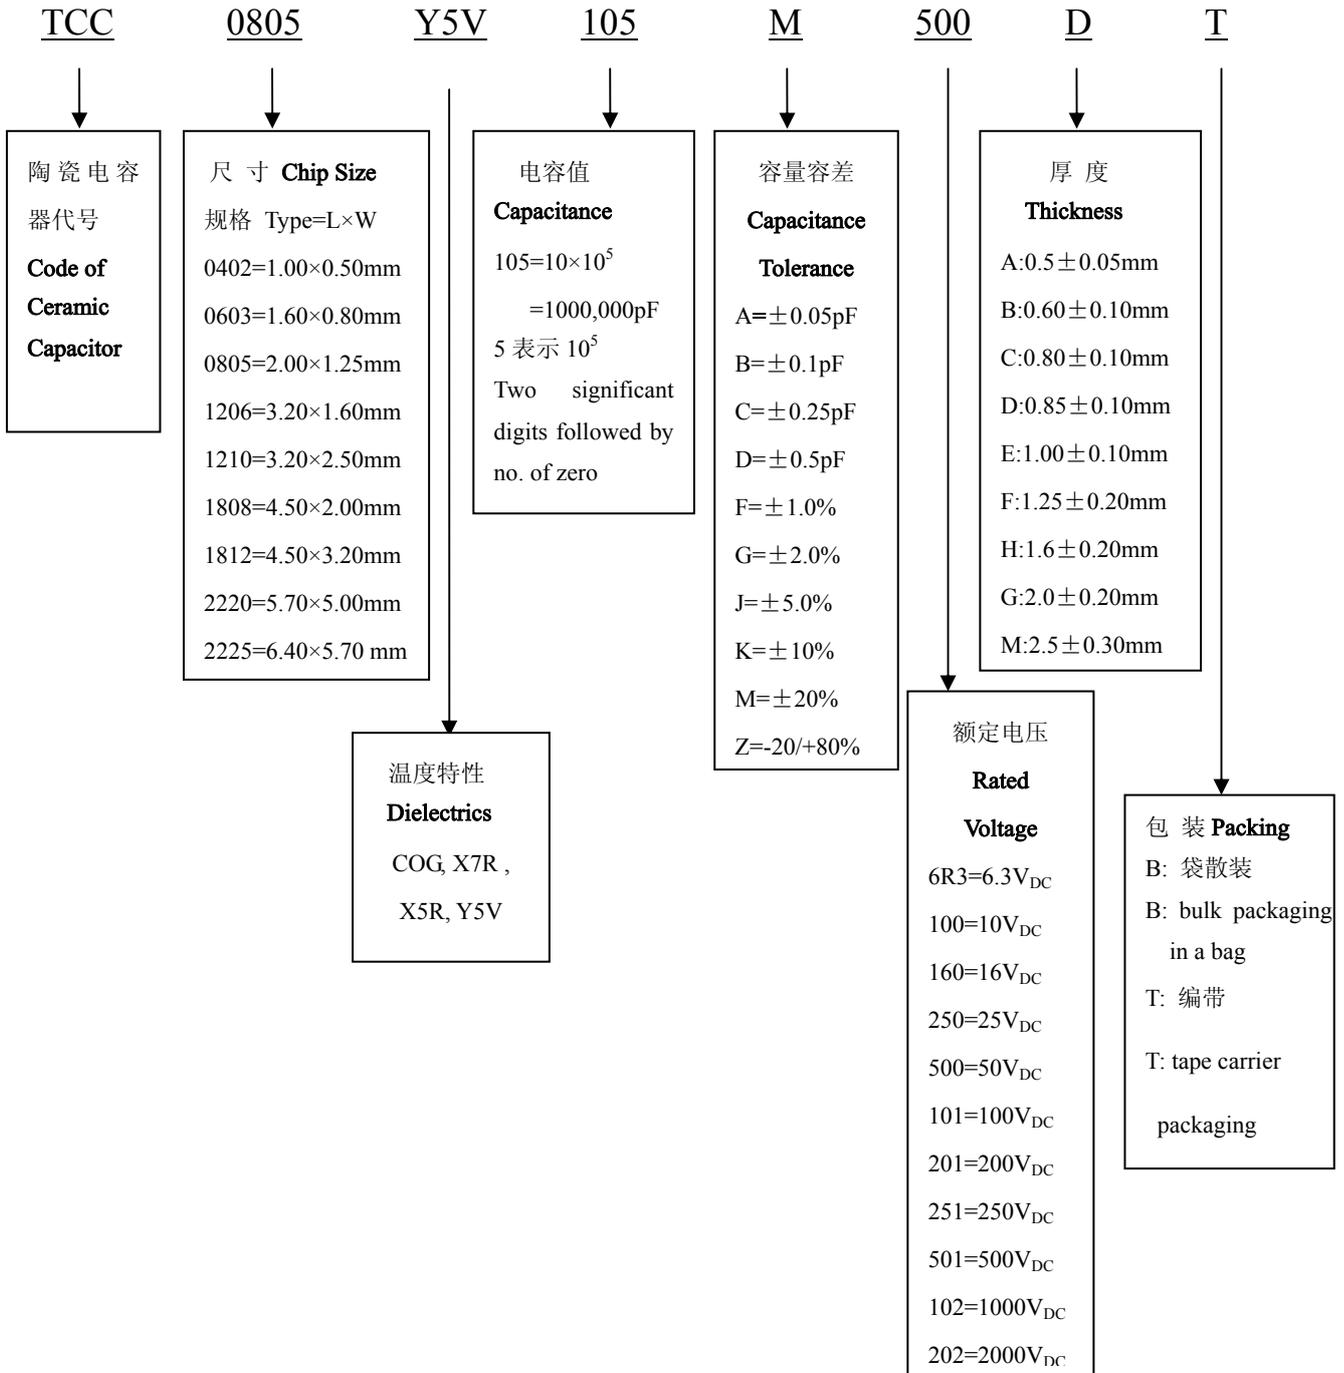 TCC 0805 Y5V 105 M 500 D T
陶瓷电容
器代号
Code of
Ceramic
Capacitor
尺 寸 Chip Size
规格 Type=L×W
0402=1.00×0.50mm
0603=1.60×0.80mm
0805=2.00×1.25mm
1206=3.20×1.60mm
1210=3.20×2.50mm
1808=4.50×2.00mm
1812=4.50×3.20mm
2220=5.70×5.00mm
2225=6.40×5.70 mm
温度特性
Dielectrics
COG, X7R ,
X5R, Y5V
电容值
Capacitance
105=10×10⁵
=1000,000pF
5 表示 10⁵
Two significant
digits followed by
no. of zero
容量容差
Capacitance
Tolerance
A=±0.05pF
B=±0.1pF
C=±0.25pF
D=±0.5pF
F=±1.0%
G=±2.0%
J=±5.0%
K=±10%
M=±20%
Z=-20/+80%
额定电压
Rated
Voltage
6R3=6.3V_DC
100=10V_DC
160=16V_DC
250=25V_DC
500=50V_DC
101=100V_DC
201=200V_DC
251=250V_DC
501=500V_DC
102=1000V_DC
202=2000V_DC
厚 度
Thickness
A:0.5±0.05mm
B:0.60±0.10mm
C:0.80±0.10mm
D:0.85±0.10mm
E:1.00±0.10mm
F:1.25±0.20mm
H:1.6±0.20mm
G:2.0±0.20mm
M:2.5±0.30mm
包 装 Packing
B: 袋散装
B: bulk packaging
in a bag
T: 编带
T: tape carrier
packaging